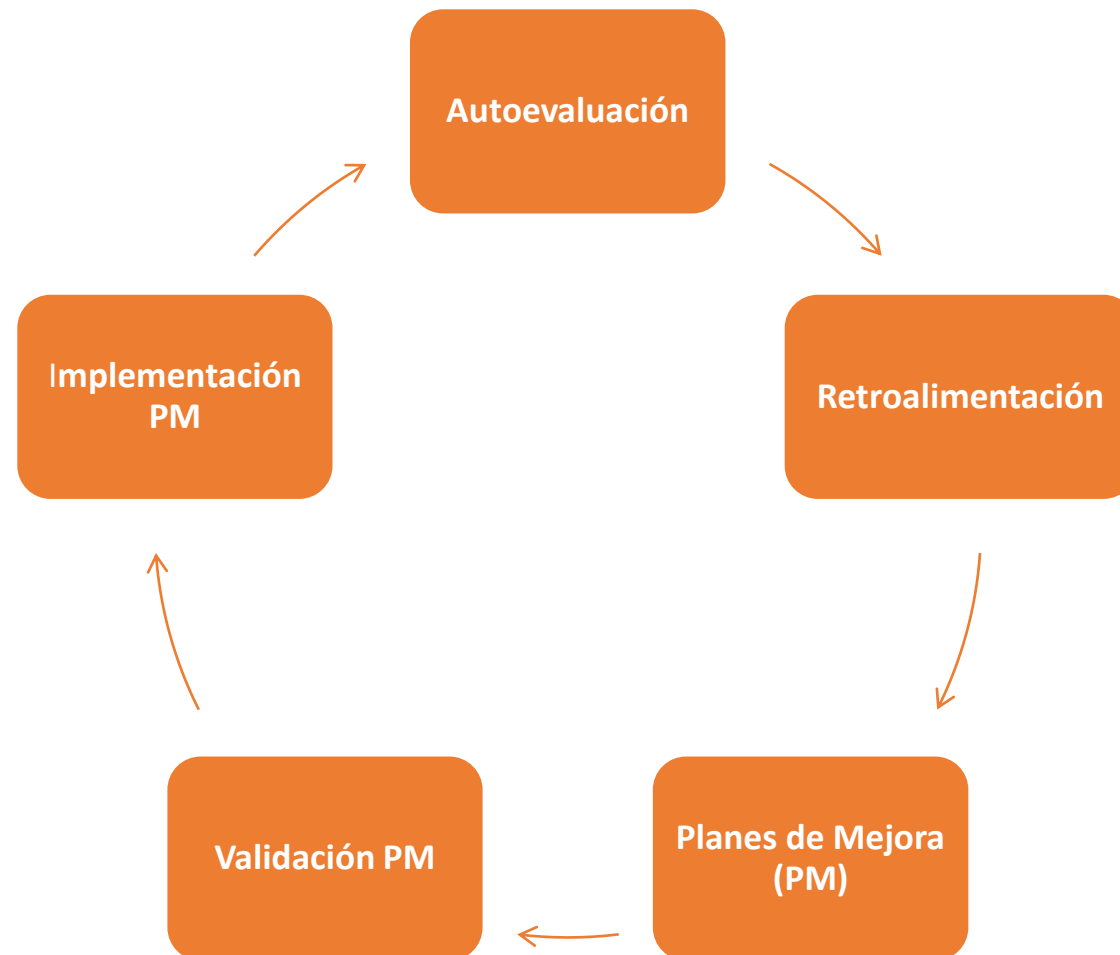 Autoevaluación
Retroalimentación
Planes de Mejora
(PM)
Validación PM
Implementación
PM